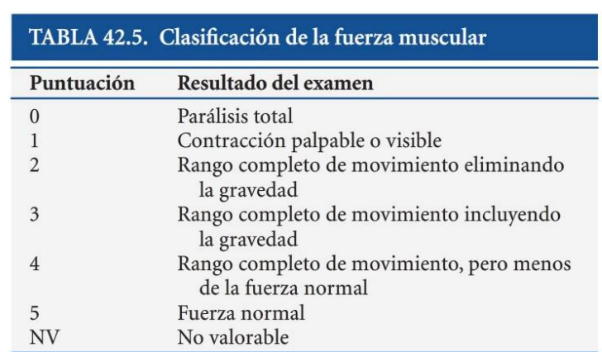 TABLA 42.5. Clasificación de la fuerza muscular
Puntuación Resultado del examen
0 Parálisis total
1 Contracción palpable o visible
2 Rango completo de movimiento eliminando
la gravedad
3 Rango completo de movimiento incluyendo
la gravedad
4 Rango completo de movimiento, pero menos
de la fuerza normal
5 Fuerza normal
NV No valorable